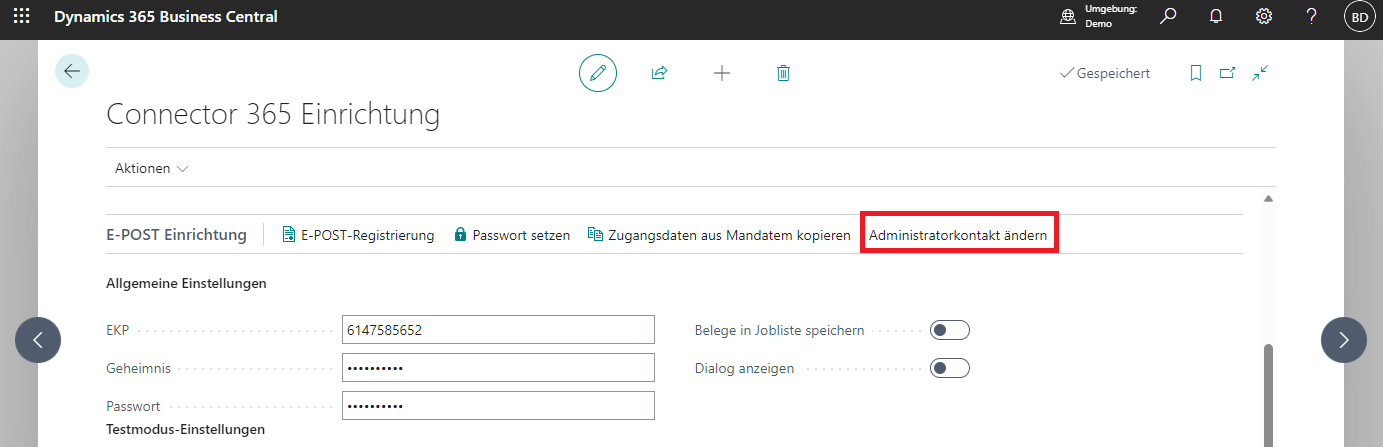 Dynamics 365 Business Central
Umgebung:
Demo
?
BD
Gespeichert
Connector 365 Einrichtung
Aktionen
E-POST Einrichtung E-POST-Registrierung Passwort setzen Zugangsdaten aus Mandatem kopieren Administratorkontakt ändern
Allgemeine Einstellungen
EKP 6147585652 Belege in Jobliste speichern
Geheimnis •••••••••• Dialog anzeigen
Passwort ••••••••••
Testmodus-Einstellungen